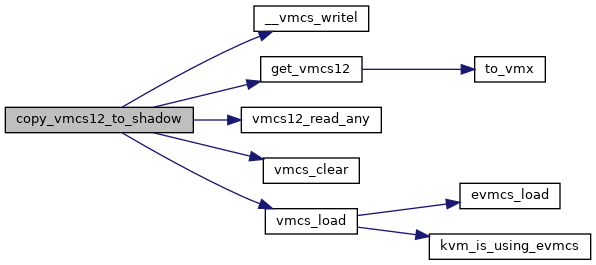 __vmcs_writel
get_vmcs12
to_vmx
copy_vmcs12_to_shadow
vmcs12_read_any
vmcs_clear
evmcs_load
vmcs_load
kvm_is_using_evmcs